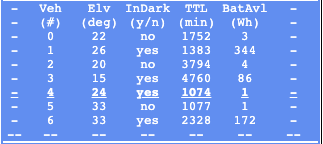 - Veh Elv InDark TTL BatAvl -
- (#) (deg) (y/n) (min) (Wh) -
- 0 22 no 1752 3 -
- 1 26 yes 1383 344 -
- 2 20 no 3794 4 -
- 3 15 yes 4760 86 -
- 4 24 yes 1074 1 -
- 5 33 no 1077 1 -
- 6 33 yes 2328 172 -
-- -- -- -- -- -- --